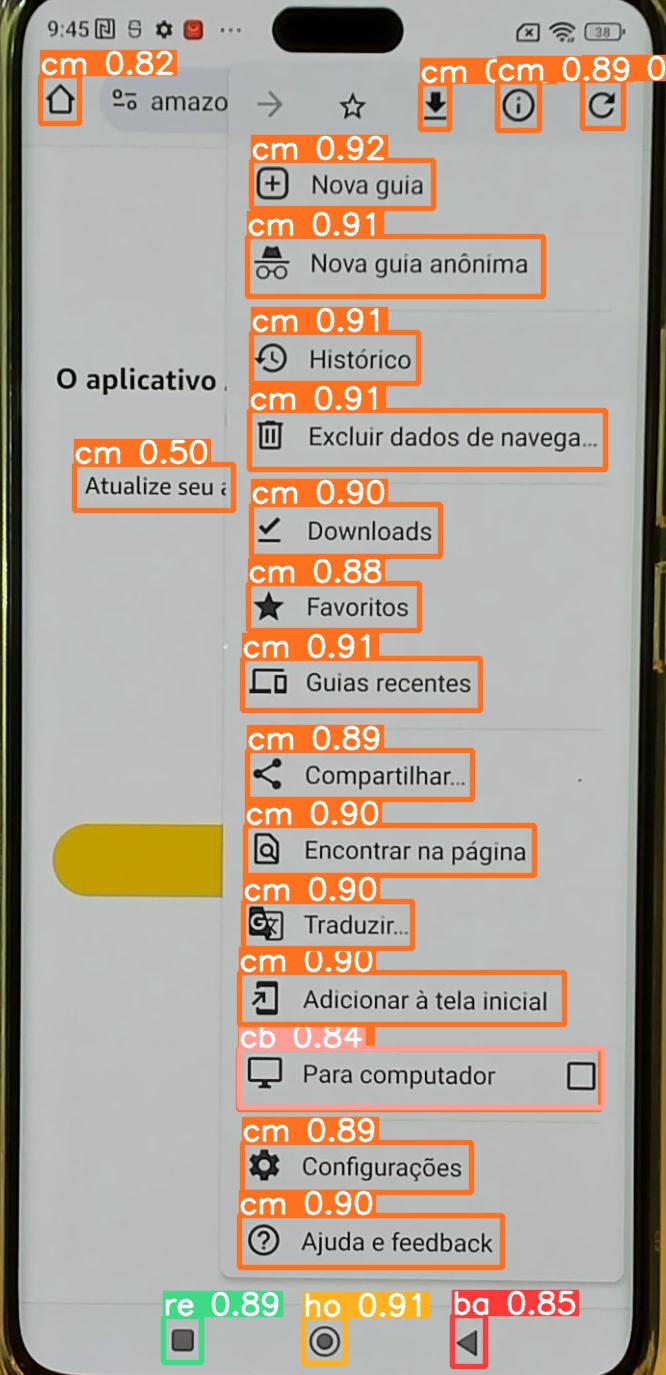 9:45
38
cm 0.82
cm
cm 0.89
0
amazo
cm 0.92
Nova guia
cm 0.91
Nova guia anônima
cm 0.91
Histórico
cm 0.91
Excluir dados de navega...
O aplicativo
cm 0.50
Atualize seu a
cm 0.90
Downloads
cm 0.88
Favoritos
cm 0.91
Guias recentes
cm 0.89
Compartilhar...
cm 0.90
Encontrar na página
cm 0.90
Traduzir...
cm 0.90
Adicionar à tela inicial
cb 0.84
Para computador
cm 0.89
Configurações
cm 0.90
Ajuda e feedback
re 0.89 ho 0.91 ba 0.85